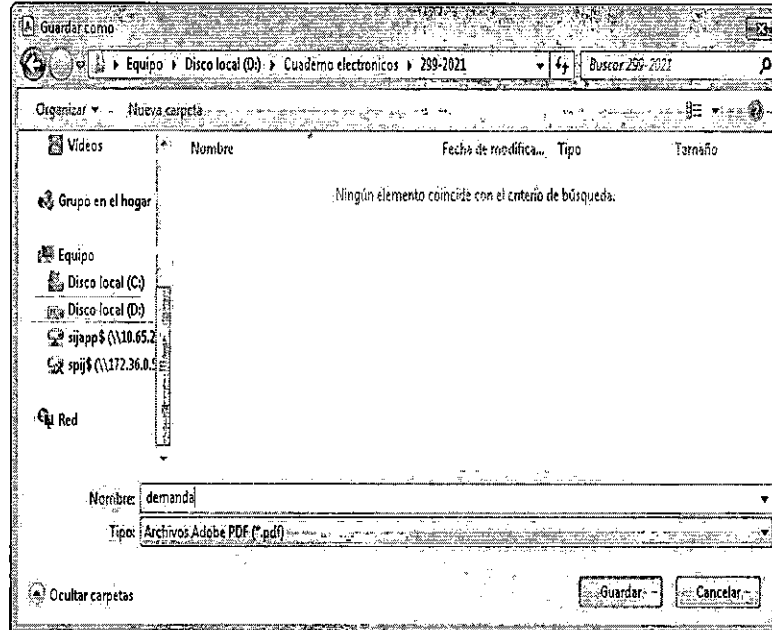 Guardar como
Equipo Disco local (D:) Cuaderno electronicos 299-2021 Buscar 299-2021
Organizar Nueva carpeta
Vídeos
Nombre Fecha de modifica... Tipo Tamaño
Ningún elemento coincide con el criterio de búsqueda.
Grupo en el hogar
Equipo
Disco local (C:)
Disco local (D:)
sijapp$ (\\10.65.2
spij$ (\\172.36.0.5
Red
Nombre: demanda
Tipo: Archivos Adobe PDF (*.pdf)
Ocultar carpetas Guardar Cancelar